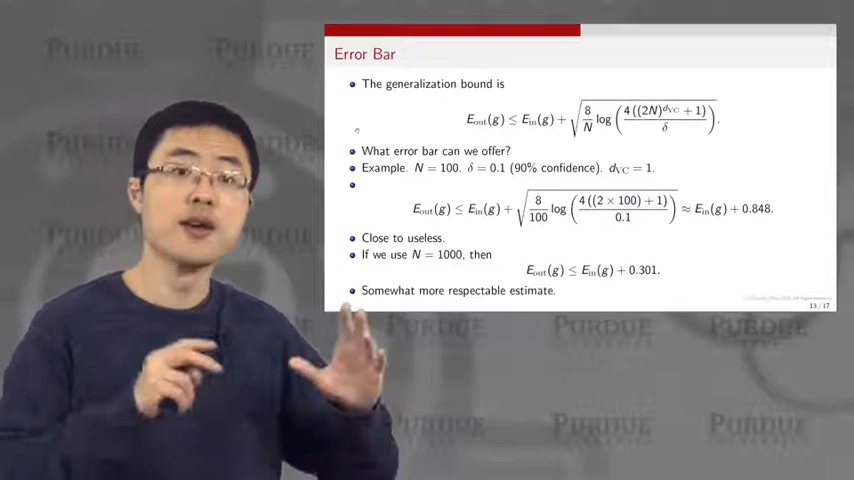 PURDUE PURDUE
Error Bar
The generalization bound is
E_out(g) ≤ E_in(g) + √(8/N log(4((2N)^{d_VC} + 1)/δ)).
What error bar can we offer?
Example. N = 100. δ = 0.1 (90% confidence). d_VC = 1.
E_out(g) ≤ E_in(g) + √(8/100 log(4((2 × 100) + 1)/0.1)) ≈ E_in(g) + 0.848.
Close to useless.
If we use N = 1000, then
E_out(g) ≤ E_in(g) + 0.301.
Somewhat more respectable estimate.
13 / 17
PURDUE PURDUE
PURDUE PURDUE